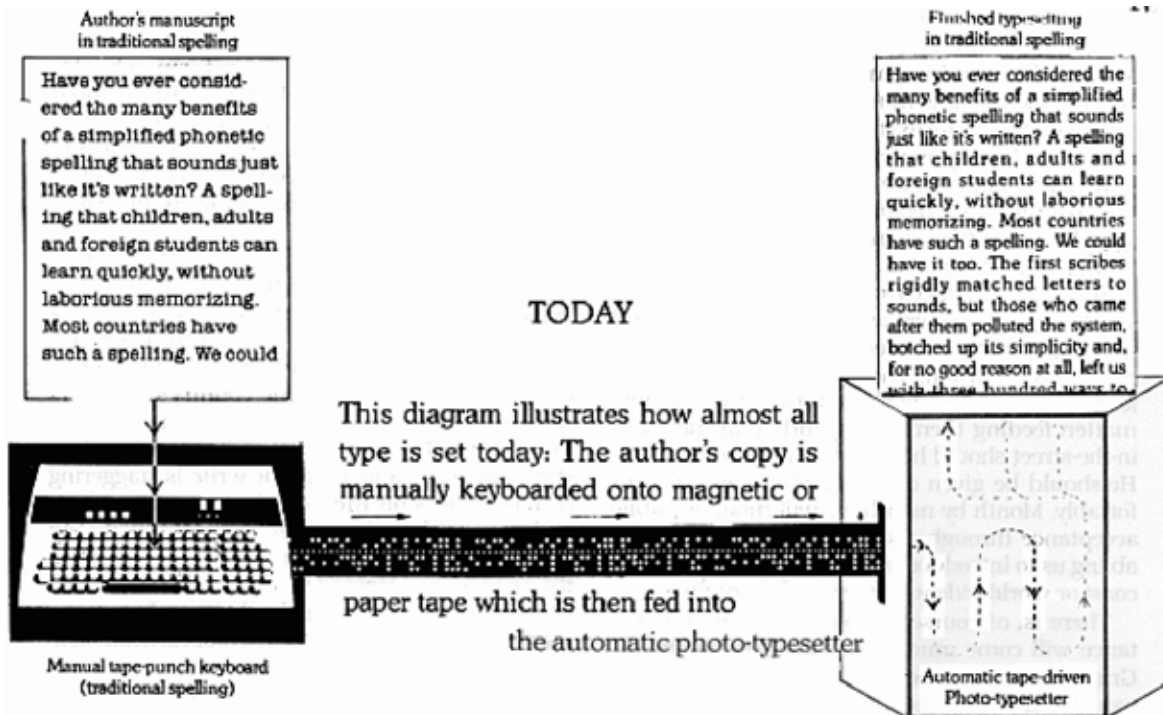 Author's manuscript
in traditional spelling
Have you ever consid-
ered the many benefits
of a simplified phonetic
spelling that sounds just
like it's written? A spell-
ing that children, adults
and foreign students can
learn quickly, without
laborious memorizing.
Most countries have
such a spelling. We could
Manual tape-punch keyboard
(traditional spelling)
TODAY
This diagram illustrates how almost all
type is set today: The author's copy is
manually keyboarded onto magnetic or
paper tape which is then fed into
the automatic photo-typesetter
Finished typesetting
in traditional spelling
Have you ever considered the
many benefits of a simplified
phonetic spelling that sounds
just like it's written? A spelling
that children, adults and
foreign students can learn
quickly, without laborious
memorizing. Most countries
have such a spelling. We could
have it too. The first scribes
rigidly matched letters to
sounds, but those who came
after them polluted the system,
botched up its simplicity and,
for no good reason at all, left us
with three hundred ways to
Automatic tape-driven
Photo-typesetter